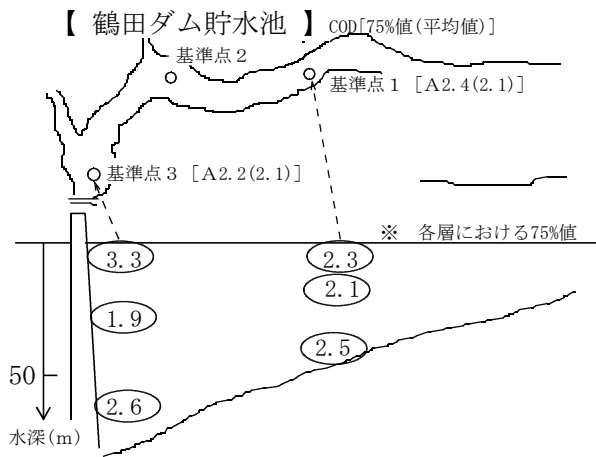 【 鶴田ダム貯水池 】 COD[75%値(平均値)]
基準点２
基準点１ [Ａ2.4(2.1)]
基準点３ [Ａ2.2(2.1)]
※　各層における75%値
3.3
2.3
2.1
1.9
2.5
50
2.6
水深(m)